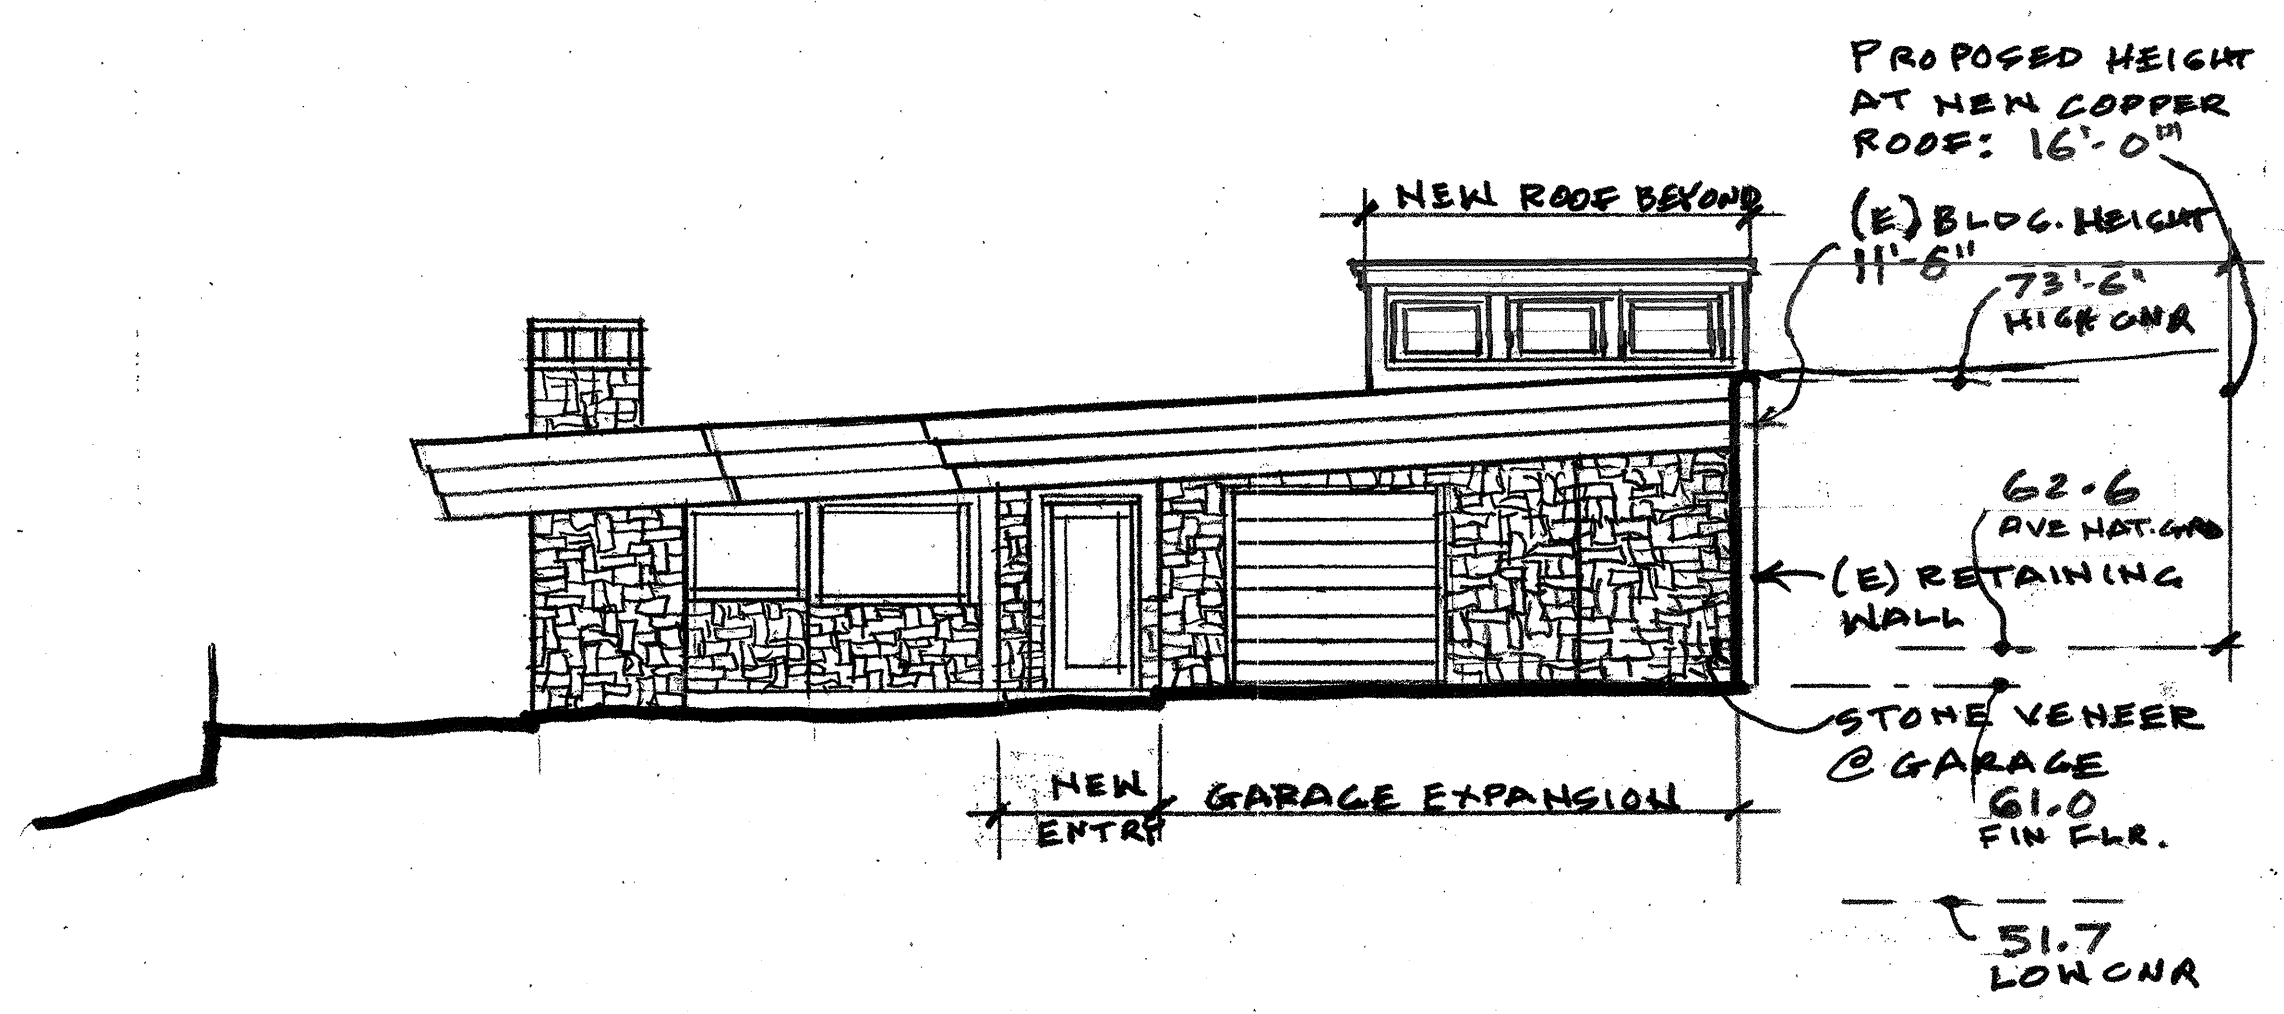 PROPOSED HEIGHT
AT NEW COPPER
ROOF: 16'-0"
NEW ROOF BEYOND
(E) BLDG. HEIGHT
11'-6"
73'-6"
HIGH CNR
62.6
AVE NAT. GRD
(E) RETAINING
WALL
STONE VENEER
@ GARAGE
61.0
FIN FLR.
NEW
ENTRY
GARAGE EXPANSION
51.7
LOW CNR